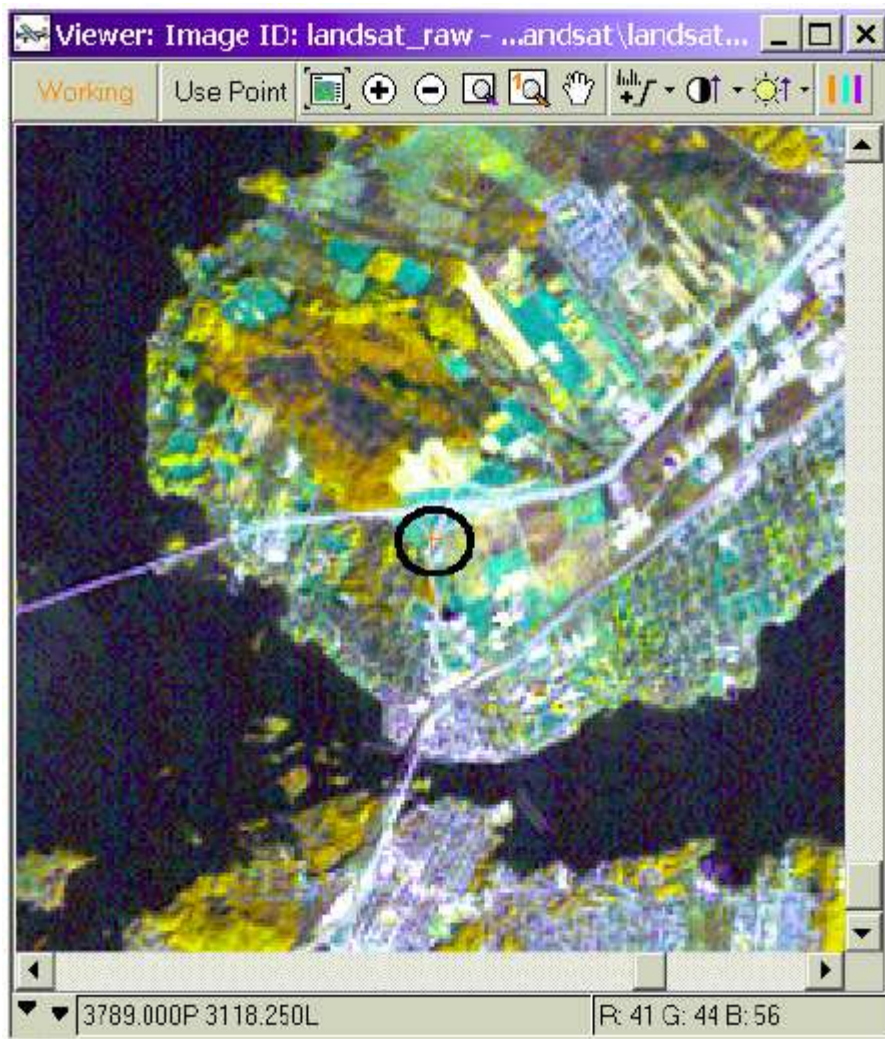 Viewer: Image ID: landsat_raw - ...andsat\landsat...
Working Use Point
3789.000P 3118.250L R: 41 G: 44 B: 56